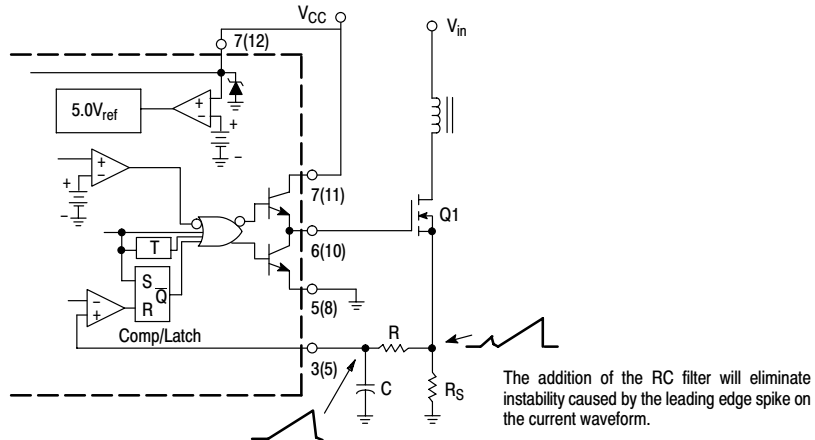 V_CC
V_in
7(12)
5.0V_ref
+
−
+
−
+
−
+
−
7(11)
Q1
T
6(10)
S
Q̅
R
5(8)
−
+
Comp/Latch
R
3(5)
C
R_S
The addition of the RC filter will eliminate
instability caused by the leading edge spike on
the current waveform.